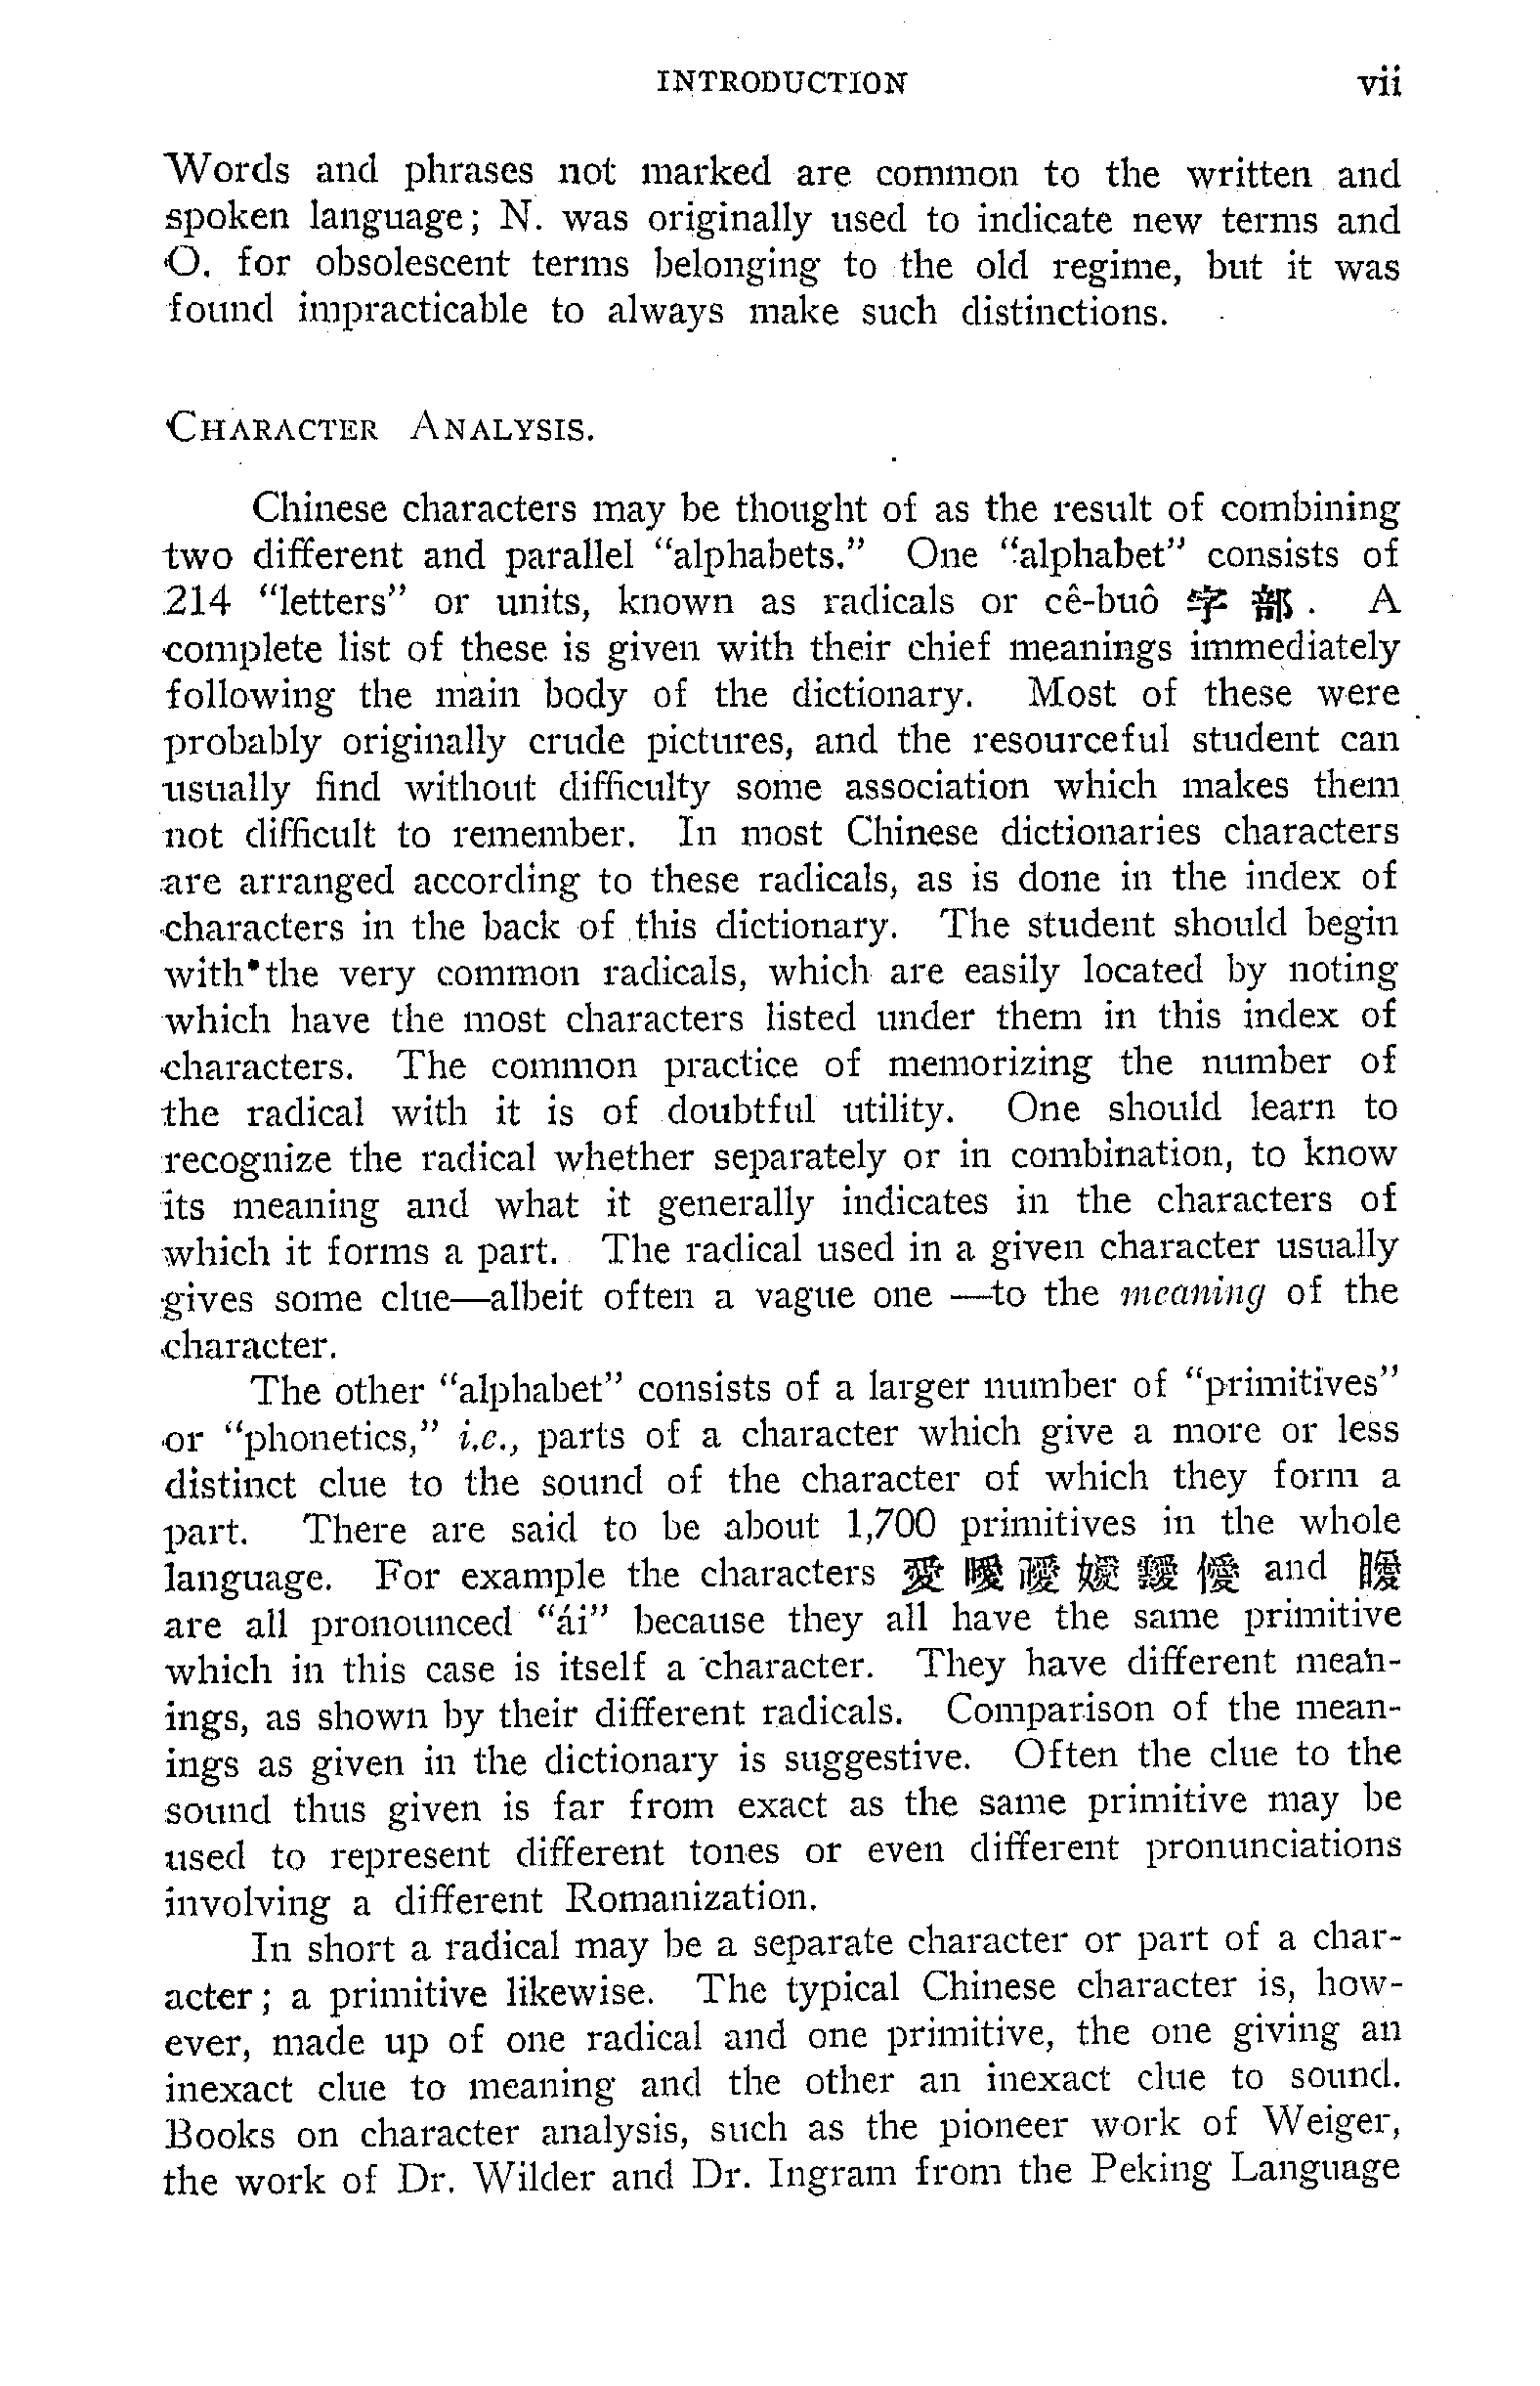 INTRODUCTION vii
Words and phrases not marked are common to the written and
spoken language; N. was originally used to indicate new terms and
O. for obsolescent terms belonging to the old regime, but it was
found impracticable to always make such distinctions.
CHARACTER ANALYSIS.
Chinese characters may be thought of as the result of combining
two different and parallel "alphabets." One "alphabet" consists of
214 "letters" or units, known as radicals or cê-buô 字 部. A
complete list of these is given with their chief meanings immediately
following the main body of the dictionary. Most of these were
probably originally crude pictures, and the resourceful student can
usually find without difficulty some association which makes them
not difficult to remember. In most Chinese dictionaries characters
are arranged according to these radicals, as is done in the index of
characters in the back of this dictionary. The student should begin
with the very common radicals, which are easily located by noting
which have the most characters listed under them in this index of
characters. The common practice of memorizing the number of
the radical with it is of doubtful utility. One should learn to
recognize the radical whether separately or in combination, to know
its meaning and what it generally indicates in the characters of
which it forms a part. The radical used in a given character usually
gives some clue—albeit often a vague one —to the meaning of the
character.
The other "alphabet" consists of a larger number of "primitives"
or "phonetics," i.e., parts of a character which give a more or less
distinct clue to the sound of the character of which they form a
part. There are said to be about 1,700 primitives in the whole
language. For example the characters 愛 嬡 靉 僾 and
are all pronounced "ái" because they all have the same primitive
which in this case is itself a character. They have different mean-
ings, as shown by their different radicals. Comparison of the mean-
ings as given in the dictionary is suggestive. Often the clue to the
sound thus given is far from exact as the same primitive may be
used to represent different tones or even different pronunciations
involving a different Romanization.
In short a radical may be a separate character or part of a char-
acter; a primitive likewise. The typical Chinese character is, how-
ever, made up of one radical and one primitive, the one giving an
inexact clue to meaning and the other an inexact clue to sound.
Books on character analysis, such as the pioneer work of Weiger,
the work of Dr. Wilder and Dr. Ingram from the Peking Language